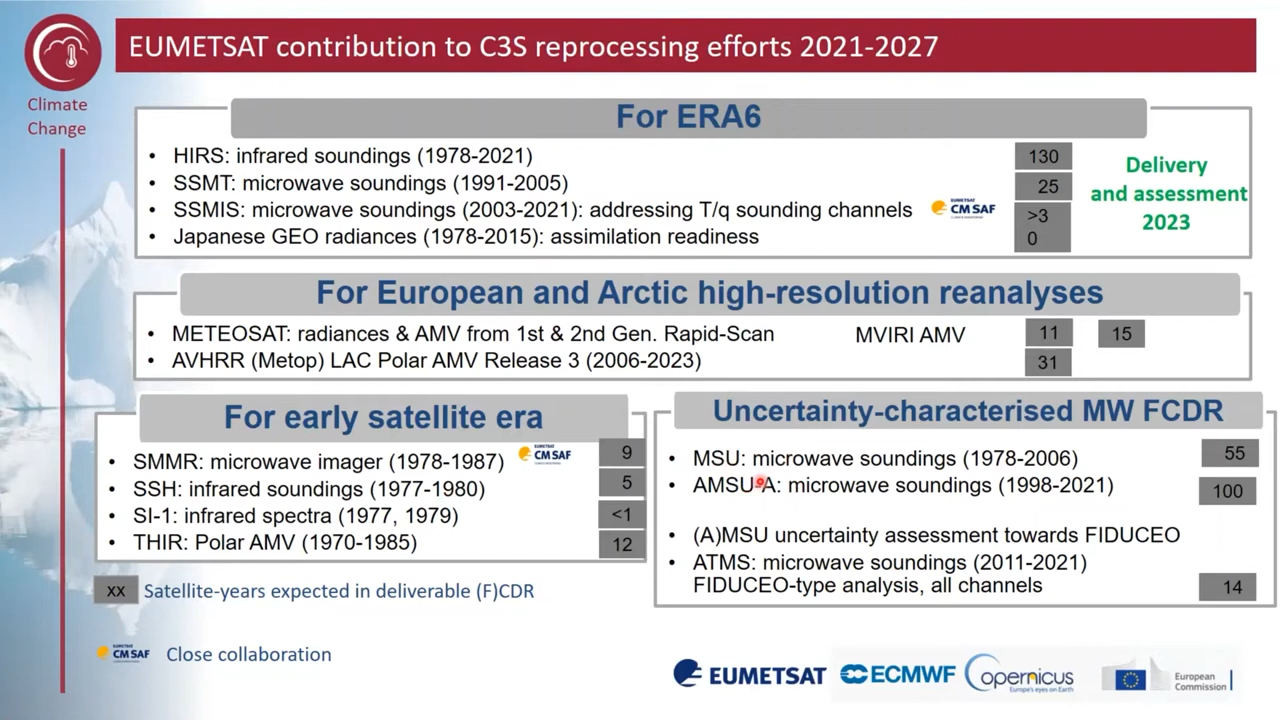 EUMETSAT contribution to C3S reprocessing efforts 2021-2027
Climate
Change
For ERA6
• HIRS: infrared soundings (1978-2021) 130
• SSMT: microwave soundings (1991-2005) 25
• SSMIS: microwave soundings (2003-2021): addressing T/q sounding channels EUMETSAT CM SAF >3
0
• Japanese GEO radiances (1978-2015): assimilation readiness
Delivery
and assessment
2023
For European and Arctic high-resolution reanalyses
• METEOSAT: radiances & AMV from 1st & 2nd Gen. Rapid-Scan MVIRI AMV 11 15
• AVHRR (Metop) LAC Polar AMV Release 3 (2006-2023) 31
For early satellite era
• SMMR: microwave imager (1978-1987) EUMETSAT CM SAF 9
• SSH: infrared soundings (1977-1980) 5
• SI-1: infrared spectra (1977, 1979) <1
• THIR: Polar AMV (1970-1985) 12
Uncertainty-characterised MW FCDR
• MSU: microwave soundings (1978-2006) 55
• AMSU-A: microwave soundings (1998-2021) 100
• (A)MSU uncertainty assessment towards FIDUCEO
• ATMS: microwave soundings (2011-2021)
FIDUCEO-type analysis, all channels 14
xx Satellite-years expected in deliverable (F)CDR
EUMETSAT CM SAF Close collaboration
EUMETSAT
ECMWF
Copernicus
Europe's eyes on Earth
European
Commission